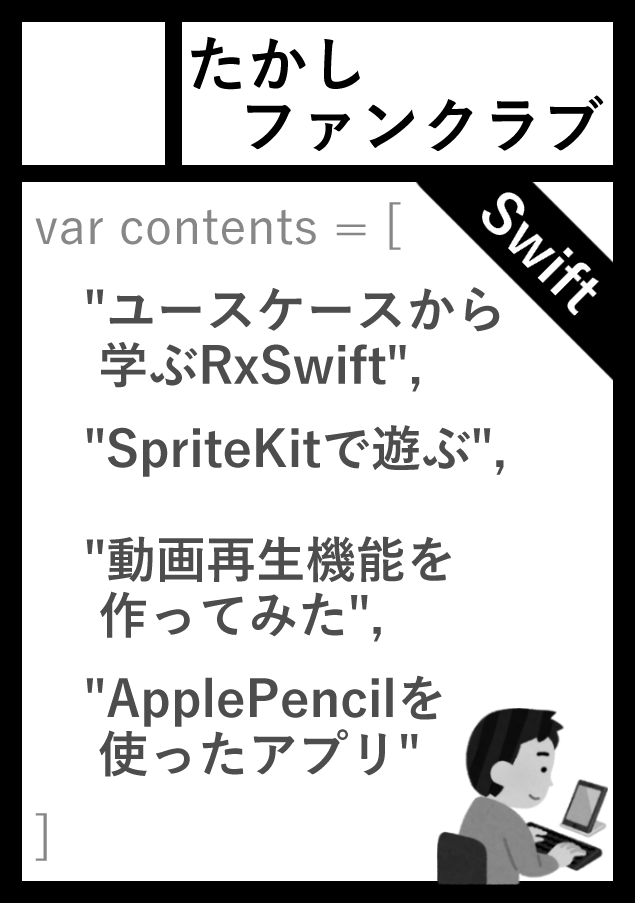 たかし
ファンクラブ
Swift
var contents = [
"ユースケースから
学ぶRxSwift",
"SpriteKitで遊ぶ",
"動画再生機能を
作ってみた",
"ApplePencilを
使ったアプリ"
]